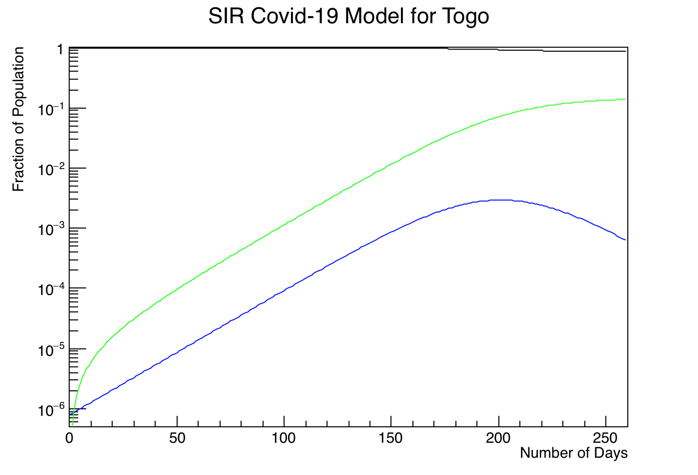 SIR Covid-19 Model for Togo
Fraction of Population
1
10−1
10−2
10−3
10−4
10−5
10−6
0 50 100 150 200 250
Number of Days